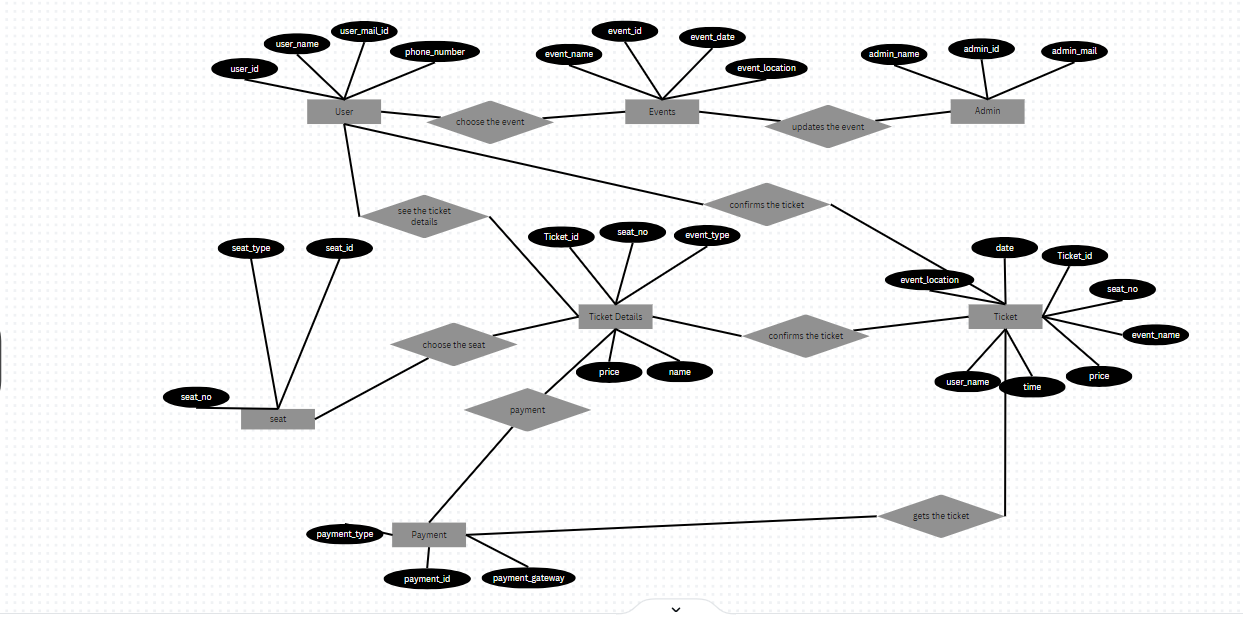 user_mail_id
event_id
user_name
event_date
phone_number
admin_id
admin_mail
event_name
admin_name
user_id
event_location
User
Events
Admin
choose the event
updates the event
confirms the ticket
see the ticket
details
seat_no
Ticket_id
event_type
seat_type
seat_id
date
Ticket_id
event_location
seat_no
Ticket Details
Ticket
event_name
confirms the ticket
choose the seat
price
name
price
user_name
time
seat_no
payment
seat
gets the ticket
payment_type
Payment
payment_id
payment_gateway